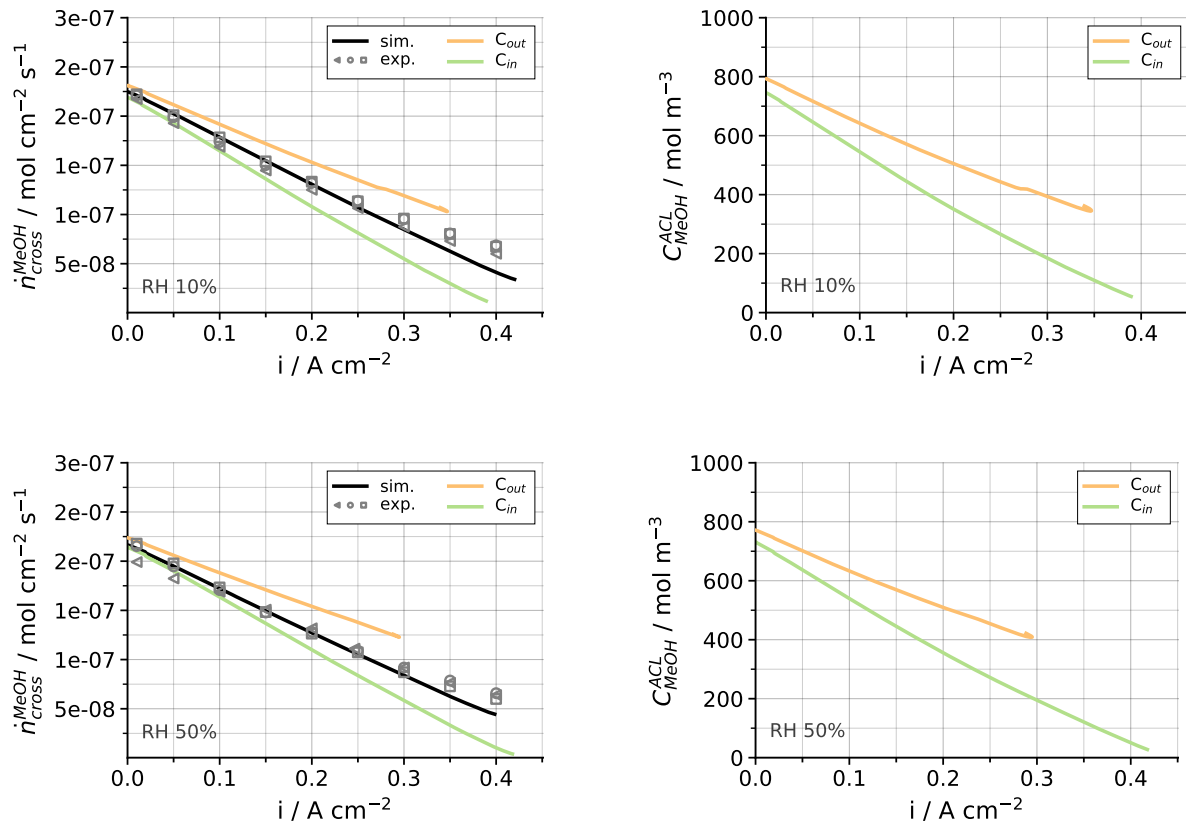 3e-07
2e-07
2e-07
1e-07
1e-07
5e-08
ṅ_cross^MeOH / mol cm⁻² s⁻¹
sim.
exp.
C_out
C_in
RH 10%
0.0 0.1 0.2 0.3 0.4
i / A cm⁻²
1000
800
600
400
200
0
C_MeOH^ACL / mol m⁻³
C_out
C_in
RH 10%
0.0 0.1 0.2 0.3 0.4
i / A cm⁻²
3e-07
2e-07
2e-07
1e-07
1e-07
5e-08
ṅ_cross^MeOH / mol cm⁻² s⁻¹
sim.
exp.
C_out
C_in
RH 50%
0.0 0.1 0.2 0.3 0.4
i / A cm⁻²
1000
800
600
400
200
0
C_MeOH^ACL / mol m⁻³
C_out
C_in
RH 50%
0.0 0.1 0.2 0.3 0.4
i / A cm⁻²